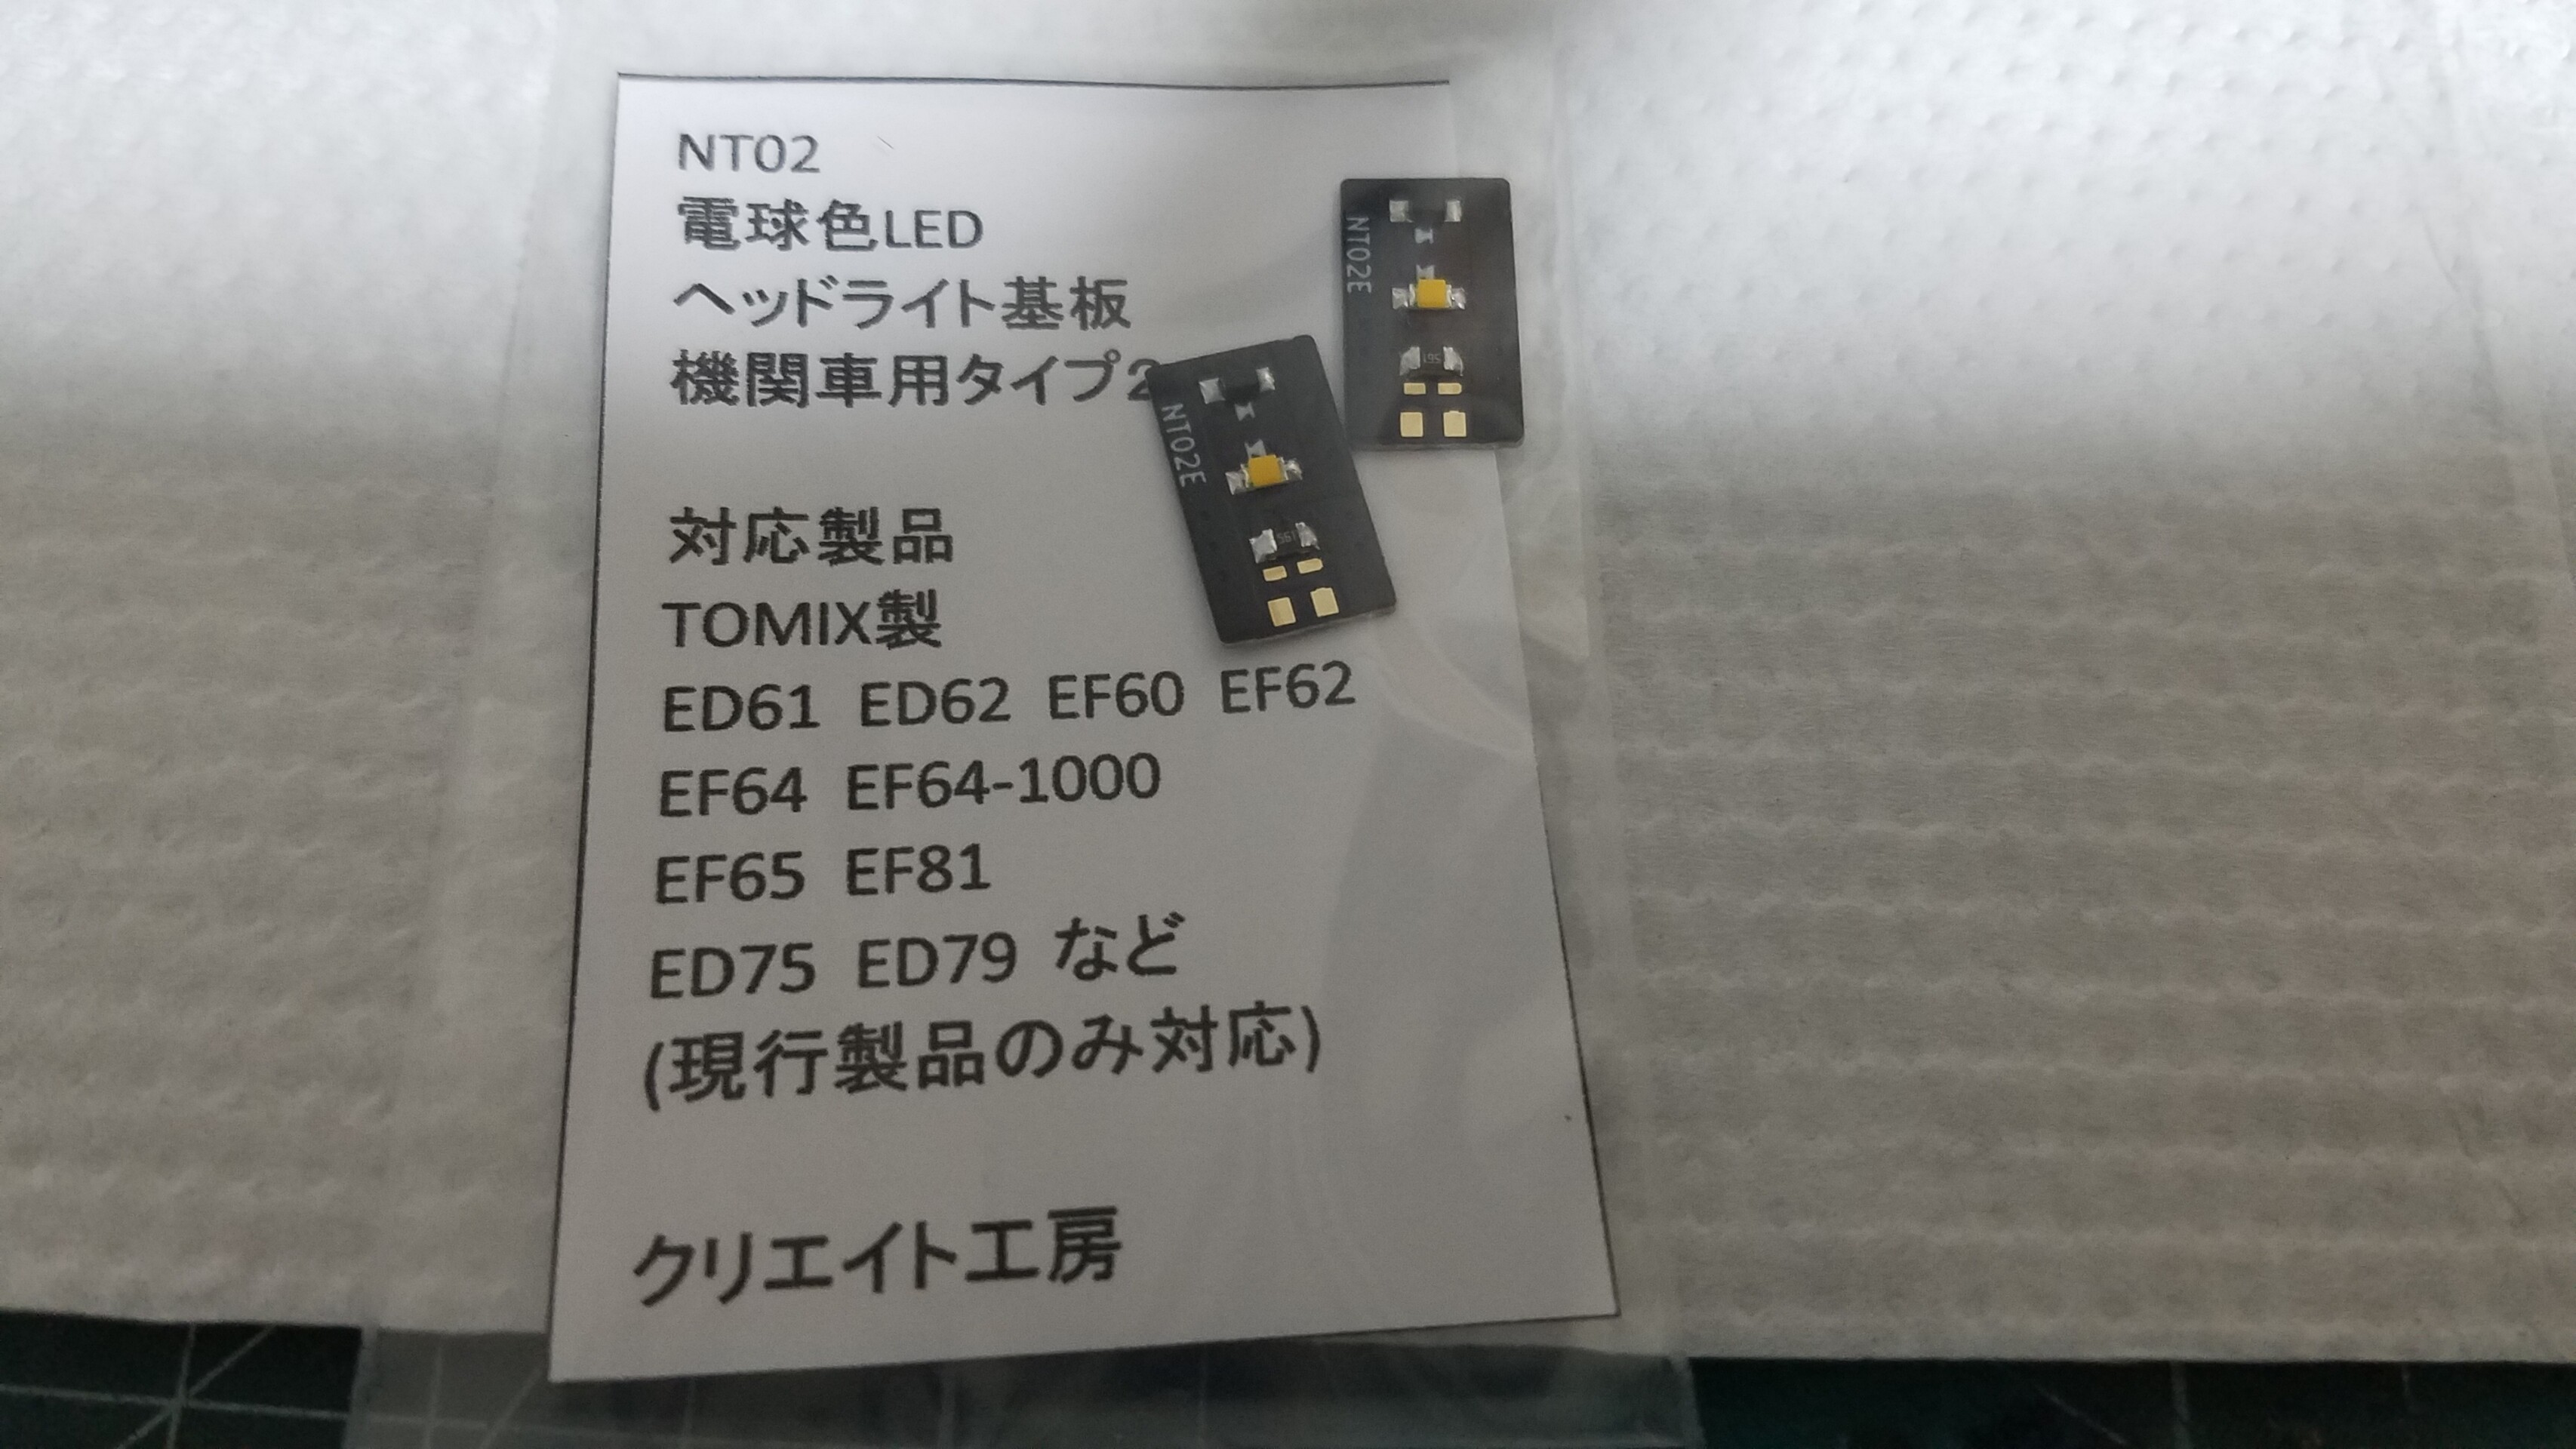 NT02
電球色LED
ヘッドライト基板
機関車用タイプ2
対応製品
TOMIX製
ED61 ED62 EF60 EF62
EF64 EF64-1000
EF65 EF81
ED75 ED79 など
(現行製品のみ対応)
クリエイト工房
NT02E
561
NT02E
561